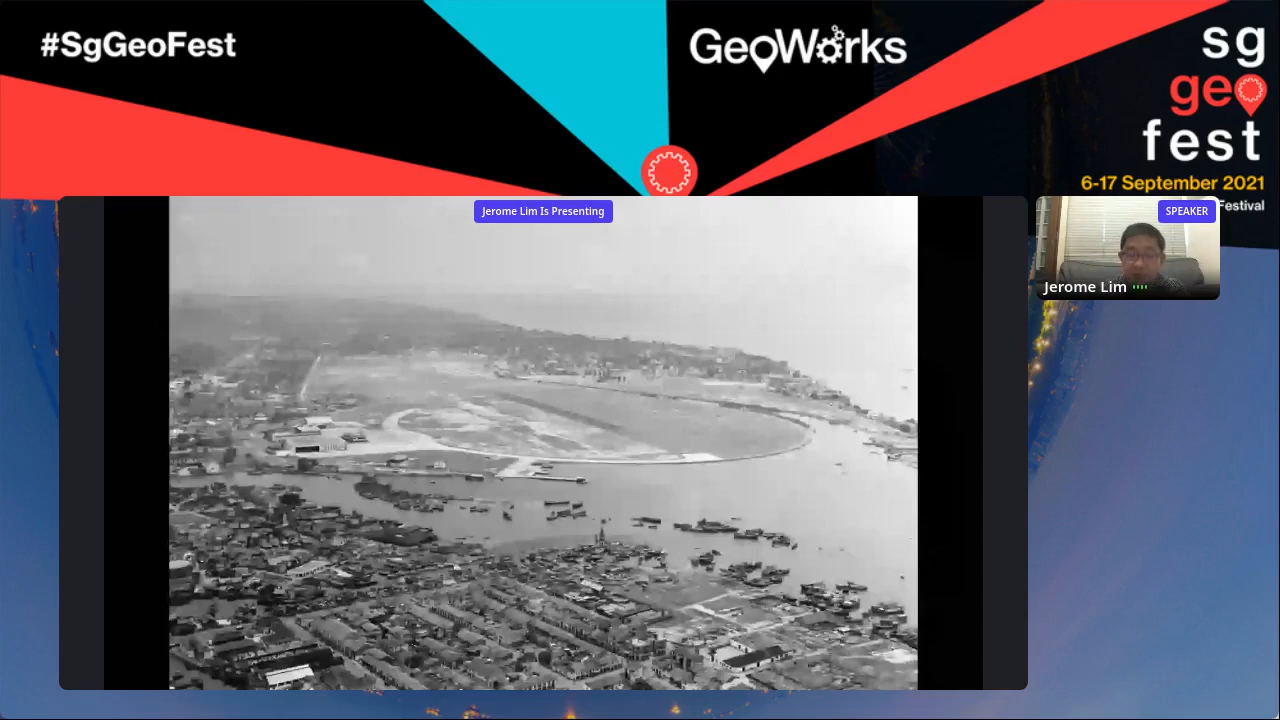 #SgGeoFest
GeoWorks
sg
geo
fest
6-17 September 2021
Festival
Jerome Lim Is Presenting
SPEAKER
Jerome Lim